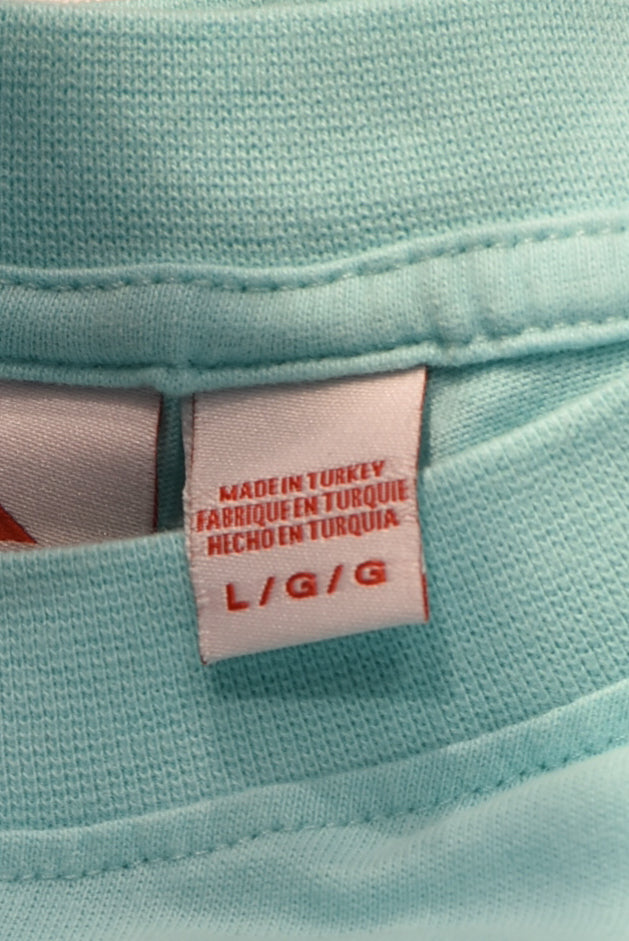 MADE IN TURKEY
FABRIQUE EN TURQUIE
HECHO EN TURQUIA
L / G / G